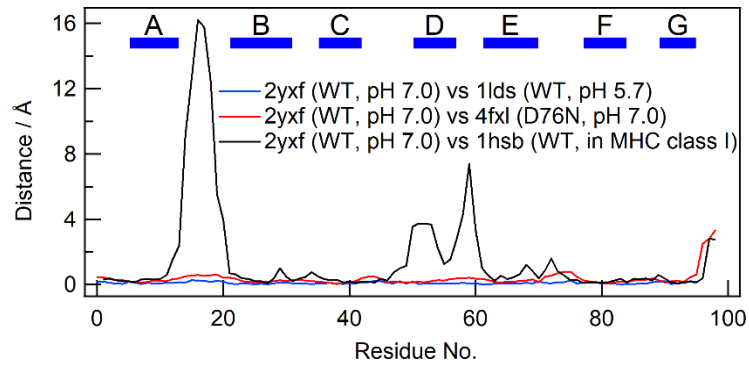 A B C D E F G
16
12
8
4
0
Distance / Å
2yxf (WT, pH 7.0) vs 1lds (WT, pH 5.7)
2yxf (WT, pH 7.0) vs 4fxl (D76N, pH 7.0)
2yxf (WT, pH 7.0) vs 1hsb (WT, in MHC class I)
0 20 40 60 80 100
Residue No.